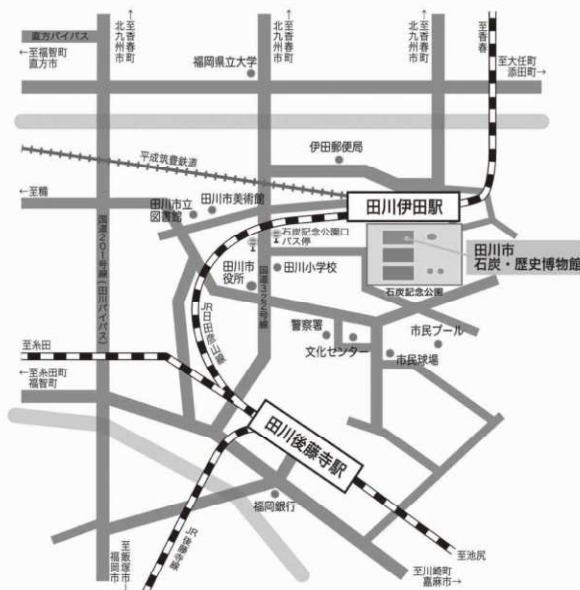 ←至香春町
北九州市
←至香春町
北九州市
←至香春町
北九州市
至香春
直方バイパス
←至福智町
直方市
福岡県立大学
至大任町
添田町→
伊田郵便局
平成筑豊鉄道
←至糒
田川市立
図書館
田川市美術館
田川伊田駅
石炭記念公園口
バス停
田川市
石炭・歴史博物館
国道201号線(田川バイパス)
田川市
役所
国道322号線
田川小学校
石炭記念公園
JR日田彦山線
警察署
文化センター
市民プール
市民球場
至糸田
←至糸田町
福智町
田川後藤寺駅
福岡銀行
JR後藤寺線
至飯塚市→
福岡市
至池尻
至川崎町
嘉麻市→